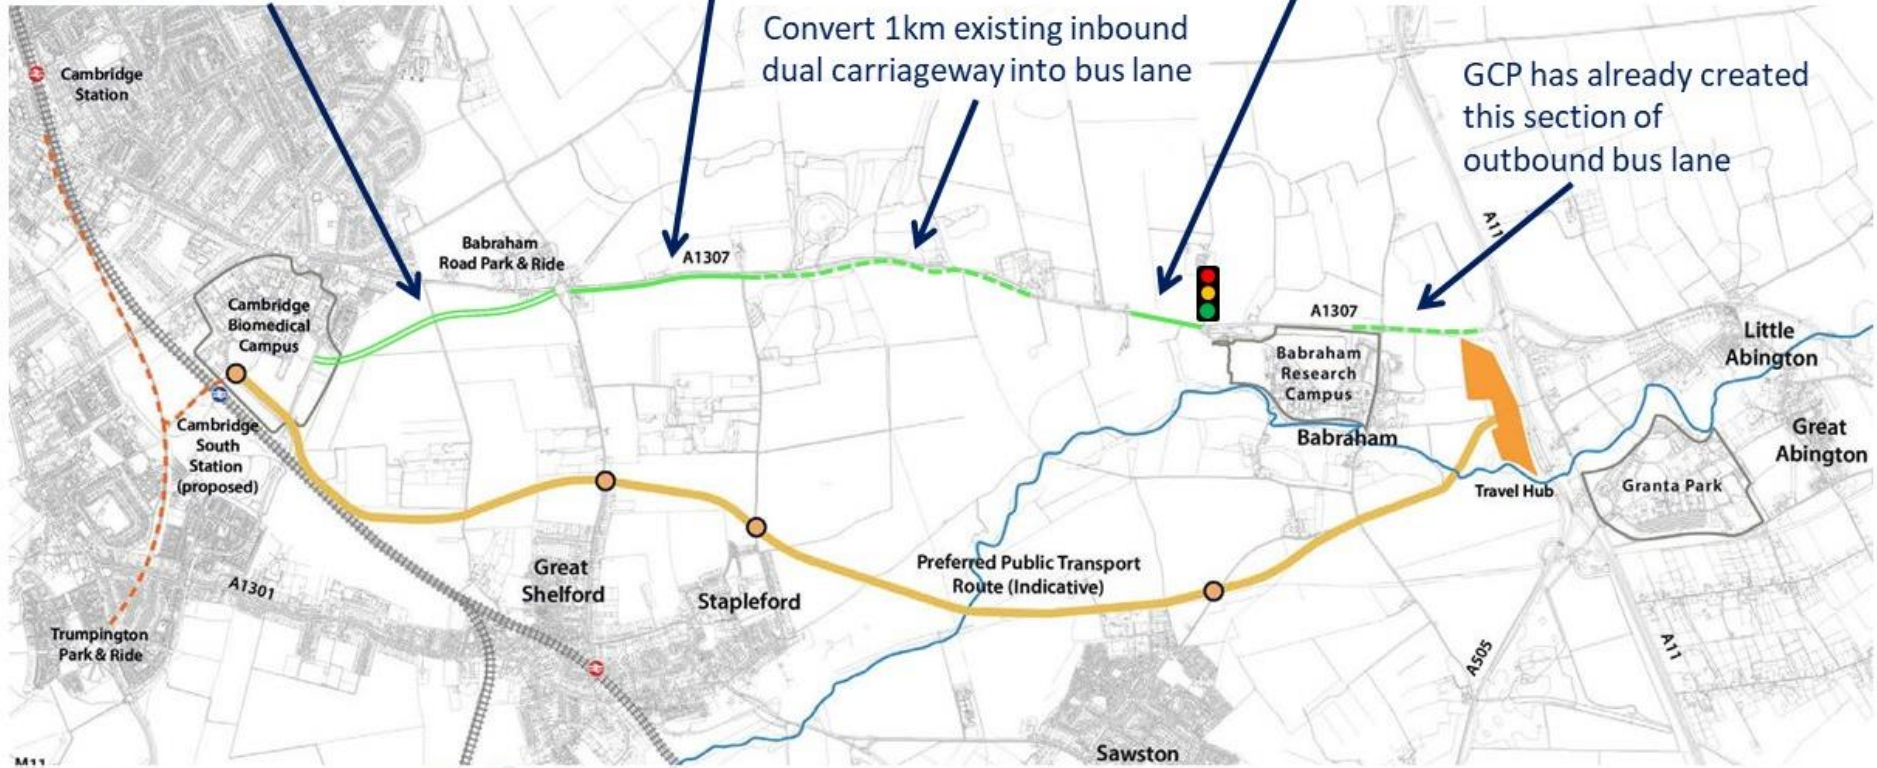 Convert 1km existing inbound
dual carriageway into bus lane
GCP has already created
this section of
outbound bus lane
Cambridge
Station
Babraham
Road Park & Ride
A1307
A11
Cambridge
Biomedical
Campus
A1307
Babraham
Research
Campus
Little
Abington
Great
Abington
Cambridge
South
Station
(proposed)
Babraham
Travel Hub
Granta Park
Great
Shelford
Stapleford
Preferred Public Transport
Route (Indicative)
A1301
Trumpington
Park & Ride
A505
A11
Sawston
M11